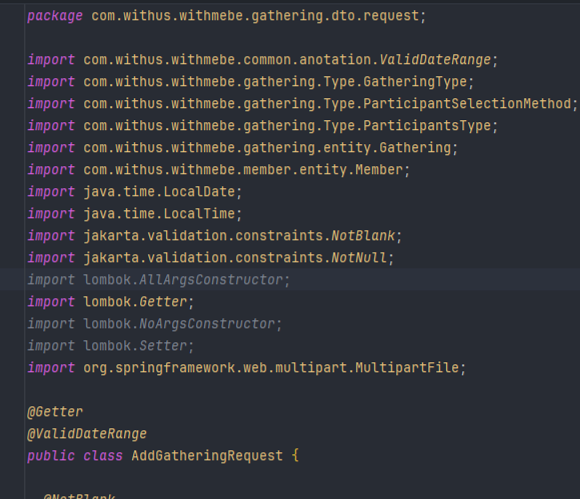 package com.withus.withmebe.gathering.dto.request;
import com.withus.withmebe.common.anotation.ValidDateRange;
import com.withus.withmebe.gathering.Type.GatheringType;
import com.withus.withmebe.gathering.Type.ParticipantSelectionMethod;
import com.withus.withmebe.gathering.Type.ParticipantsType;
import com.withus.withmebe.gathering.entity.Gathering;
import com.withus.withmebe.member.entity.Member;
import java.time.LocalDate;
import java.time.LocalTime;
import jakarta.validation.constraints.NotBlank;
import jakarta.validation.constraints.NotNull;
import lombok.AllArgsConstructor;
import lombok.Getter;
import lombok.NoArgsConstructor;
import lombok.Setter;
import org.springframework.web.multipart.MultipartFile;
@Getter
@ValidDateRange
public class AddGatheringRequest {
@NotBlank